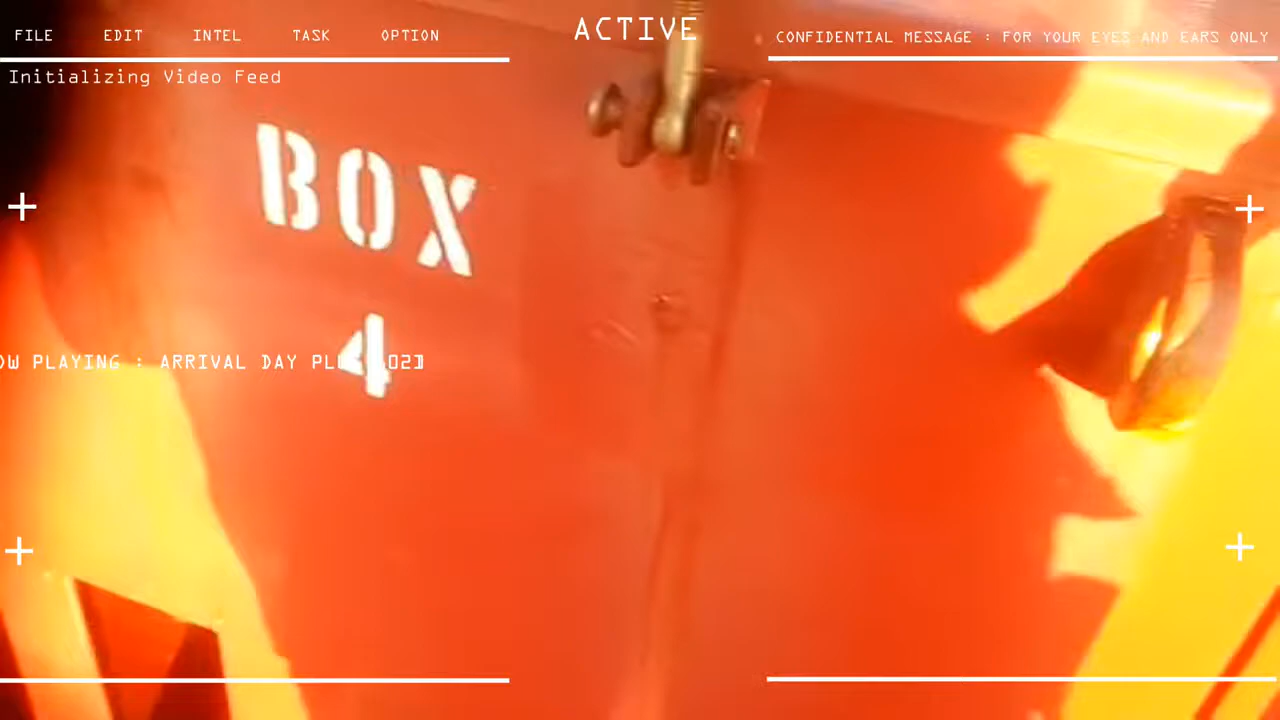 FILE EDIT INTEL TASK OPTION
ACTIVE
CONFIDENTIAL MESSAGE : FOR YOUR EYES AND EARS ONLY
Initializing Video Feed
BOX
4
PLAYING : ARRIVAL DAY